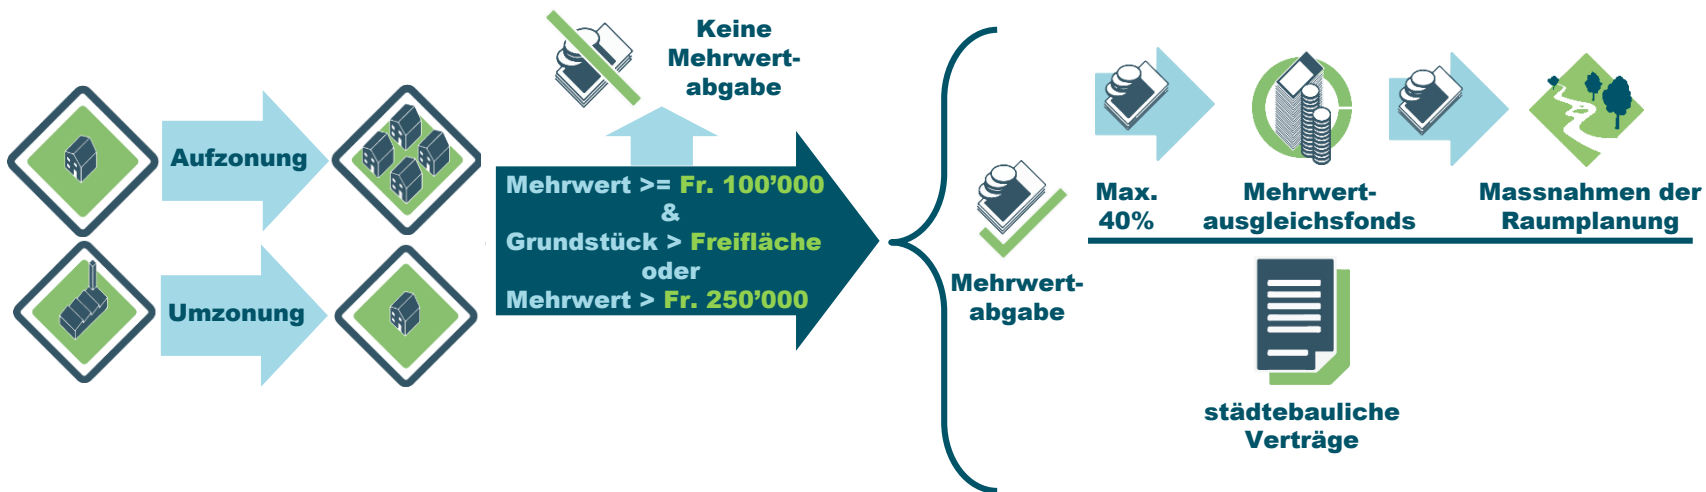 Aufzonung
Umzonung
Keine
Mehrwert-
abgabe
Mehrwert >= Fr. 100’000
&
Grundstück > Freifläche
oder
Mehrwert > Fr. 250’000
Mehrwert-
abgabe
Max.
40%
Mehrwert-
ausgleichsfonds
Massnahmen der
Raumplanung
städtebauliche
Verträge